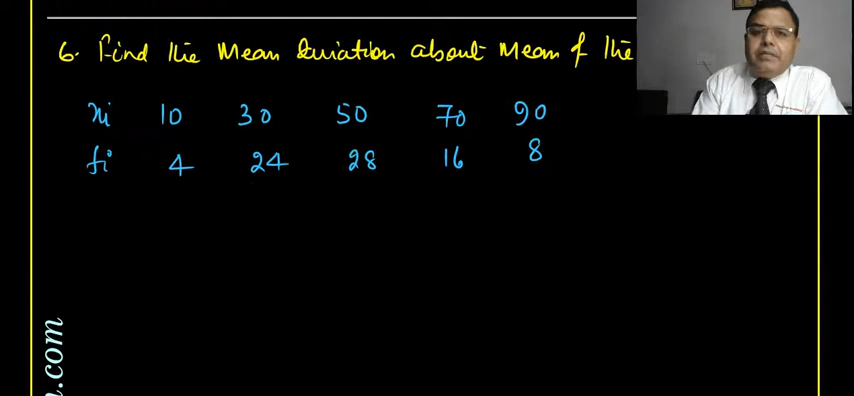 6. Find the Mean Deviation about Mean of the
xi 10 30 50 70 90
fi 4 24 28 16 8
.com